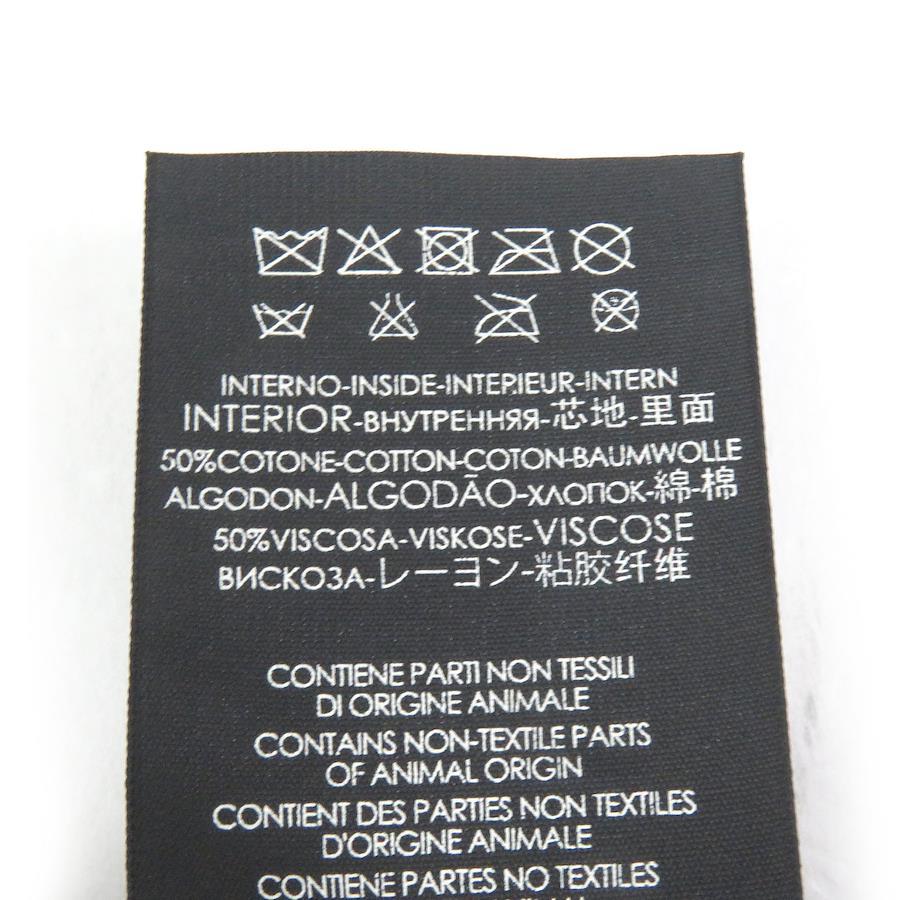 INTERNO-INSIDE-INTERIEUR-INTERN
INTERIOR-ВНУТРЕННЯЯ-芯地-里面
50%COTONE-COTTON-COTON-BAUMWOLLE
ALGODON-ALGODÃO-ХЛОПОК-綿-棉
50%VISCOSA-VISKOSE-VISCOSE
ВИСКОЗА-レーヨン-粘胶纤维
CONTIENE PARTI NON TESSILI
DI ORIGINE ANIMALE
CONTAINS NON-TEXTILE PARTS
OF ANIMAL ORIGIN
CONTIENT DES PARTIES NON TEXTILES
D'ORIGINE ANIMALE
CONTIENE PARTES NO TEXTILES